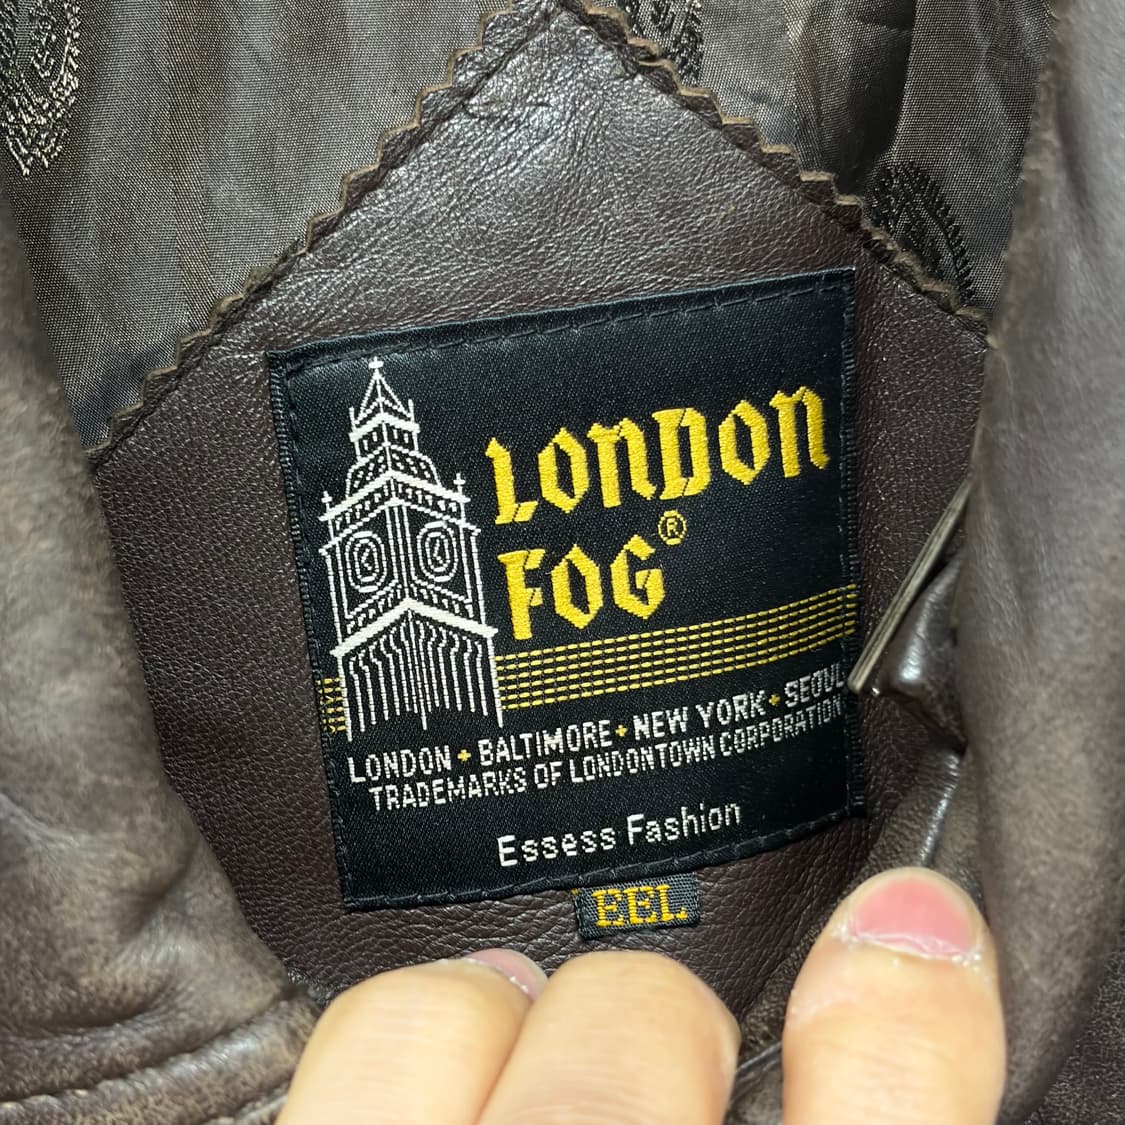 LONDON
FOG®
LONDON + BALTIMORE + NEW YORK + SEOUL
TRADEMARKS OF LONDONTOWN CORPORATION
Essess Fashion
EEL